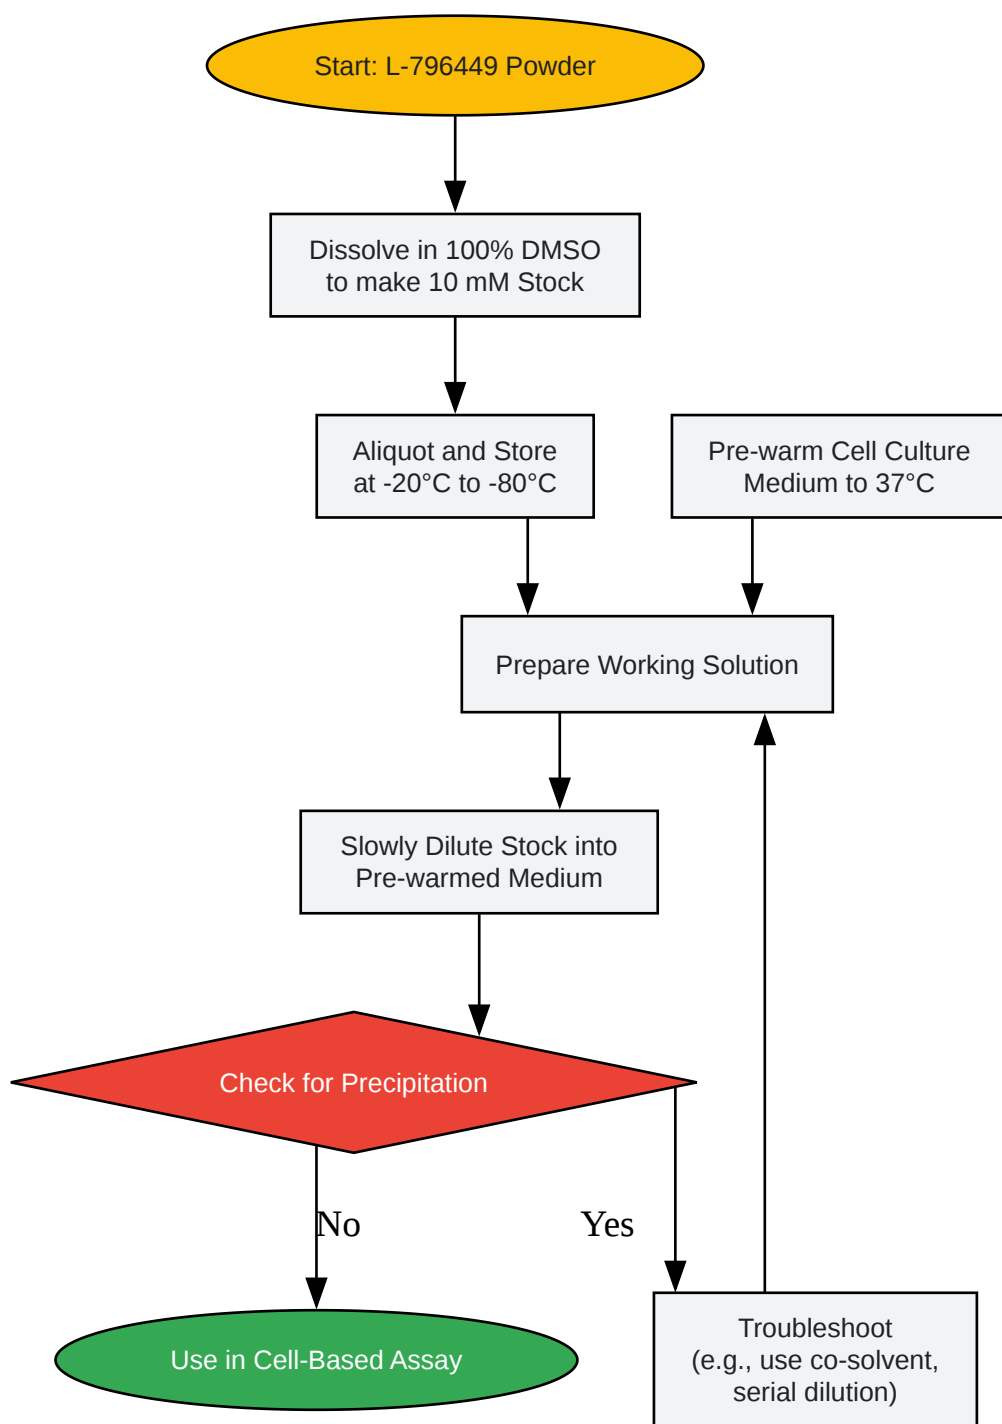 Start: L-796449 Powder
Dissolve in 100% DMSO
to make 10 mM Stock
Aliquot and Store
at -20°C to -80°C
Pre-warm Cell Culture
Medium to 37°C
Prepare Working Solution
Slowly Dilute Stock into
Pre-warmed Medium
Check for Precipitation
No
Yes
Use in Cell-Based Assay
Troubleshoot
(e.g., use co-solvent,
serial dilution)